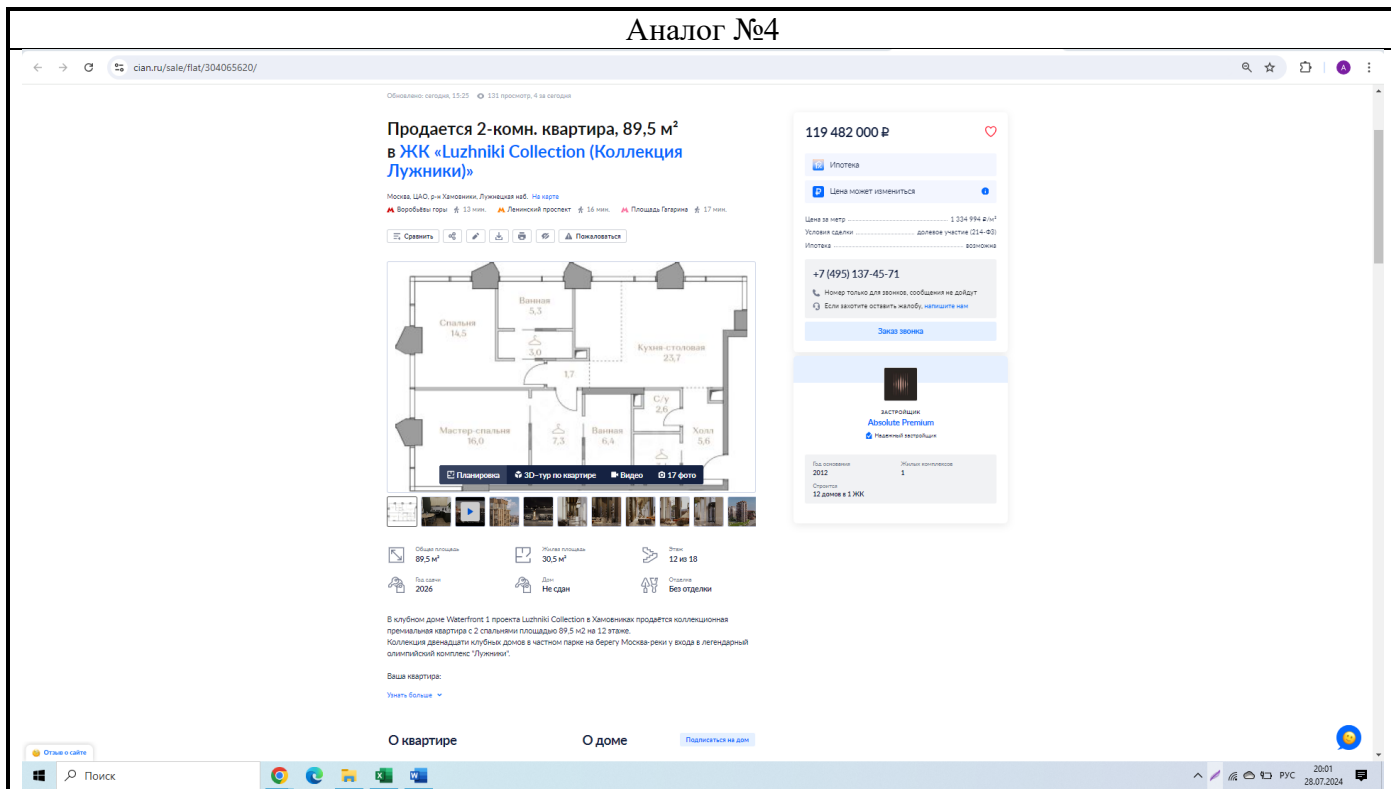 Аналог №4
cian.ru/sale/flat/304065620/
Обновлено: сегодня, 15:25 131 просмотр, 4 за сегодня
Продается 2-комн. квартира, 89,5 м²
в ЖК «Luzhniki Collection (Коллекция
Лужники)»
Москва, ЦАО, р-н Хамовники, Лужнецкая наб. На карте
Воробьёвы горы 13 мин. Ленинский проспект 16 мин. Площадь Гагарина 17 мин.
Сравнить Пожаловаться
Ванная
5,3
Спальня
14,5
3,0
Кухня-столовая
23,7
1,7
С/у
2,6
Мастер-спальня
16,0
7,3
Ванная
6,4
Холл
5,6
Планировка 3D-тур по квартире Видео 17 фото
Общая площадь
89,5 м²
Жилая площадь
30,5 м²
Этаж
12 из 18
Год сдачи
2026
Дом
Не сдан
Отделка
Без отделки
В клубном доме Waterfront 1 проекта Luzhniki Collection в Хамовниках продаётся коллекционная
премиальная квартира с 2 спальнями площадью 89,5 м2 на 12 этаже.
Коллекция двенадцати клубных домов в частном парке на берегу Москва-реки у входа в легендарный
олимпийский комплекс "Лужники".
Ваша квартира:
Узнать больше
О квартире
О доме
Подписаться на дом
119 482 000 ₽
Ипотека
Цена может измениться
Цена за метр 1 334 994 ₽/м²
Условия сделки долевое участие (214-ФЗ)
Ипотека возможна
+7 (495) 137-45-71
Номер только для звонков, сообщения не дойдут
Если захотите оставить жалобу, напишите нам
Заказ звонка
ЗАСТРОЙЩИК
Absolute Premium
Надежный застройщик
Год основания
2012
Жилых комплексов
1
Строится
12 домов в 1 ЖК
Отзыв о сайте
Поиск
РУС
20:01
28.07.2024